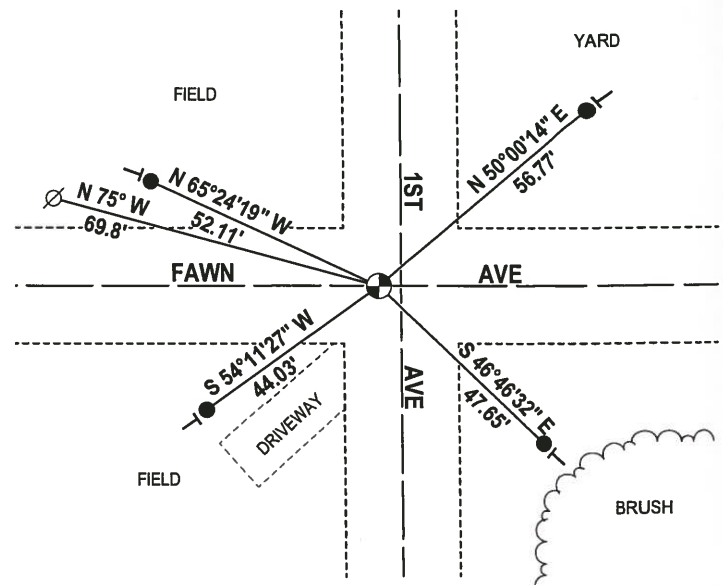 YARD
FIELD
N 50°00'14" E
56.77'
N 65°24'19" W
52.11'
N 75° W
69.8'
1ST
AVE
FAWN AVE
S 54°11'27" W
44.03'
S 46°46'32" E
47.65'
DRIVEWAY
FIELD
BRUSH